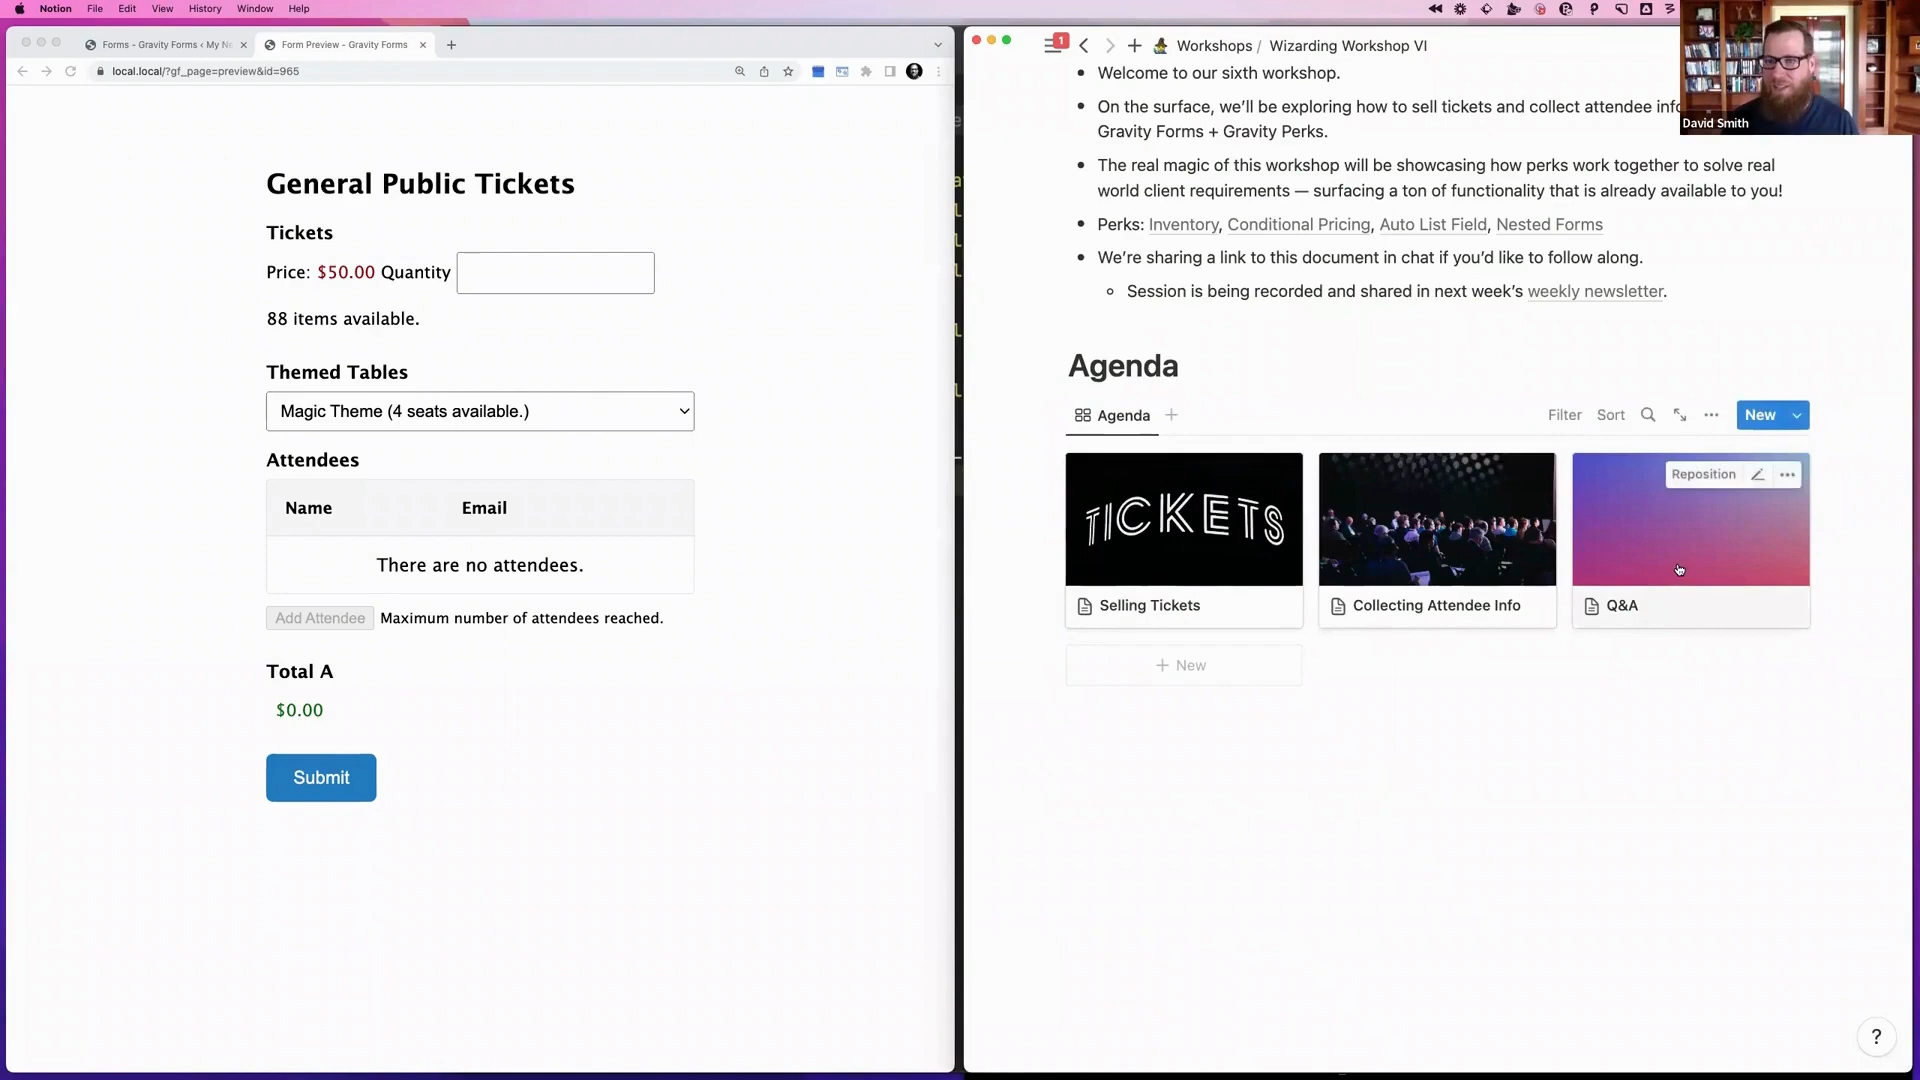 Notion File Edit View History Window Help
Forms - Gravity Forms ‹ My Ne
Form Preview - Gravity Forms
local.local/?gf_page=preview&id=965
General Public Tickets
Tickets
Price: $50.00 Quantity
88 items available.
Themed Tables
Magic Theme (4 seats available.)
Attendees
Name Email
There are no attendees.
Add Attendee Maximum number of attendees reached.
Total A
$0.00
Submit
1
Workshops / Wizarding Workshop VI
Welcome to our sixth workshop.
On the surface, we’ll be exploring how to sell tickets and collect attendee info
Gravity Forms + Gravity Perks.
The real magic of this workshop will be showcasing how perks work together to solve real
world client requirements — surfacing a ton of functionality that is already available to you!
Perks: Inventory, Conditional Pricing, Auto List Field, Nested Forms
We’re sharing a link to this document in chat if you’d like to follow along.
Session is being recorded and shared in next week’s weekly newsletter.
Agenda
Agenda
Filter Sort New
TICKETS
Reposition
Selling Tickets
Collecting Attendee Info
Q&A
+ New
?
David Smith